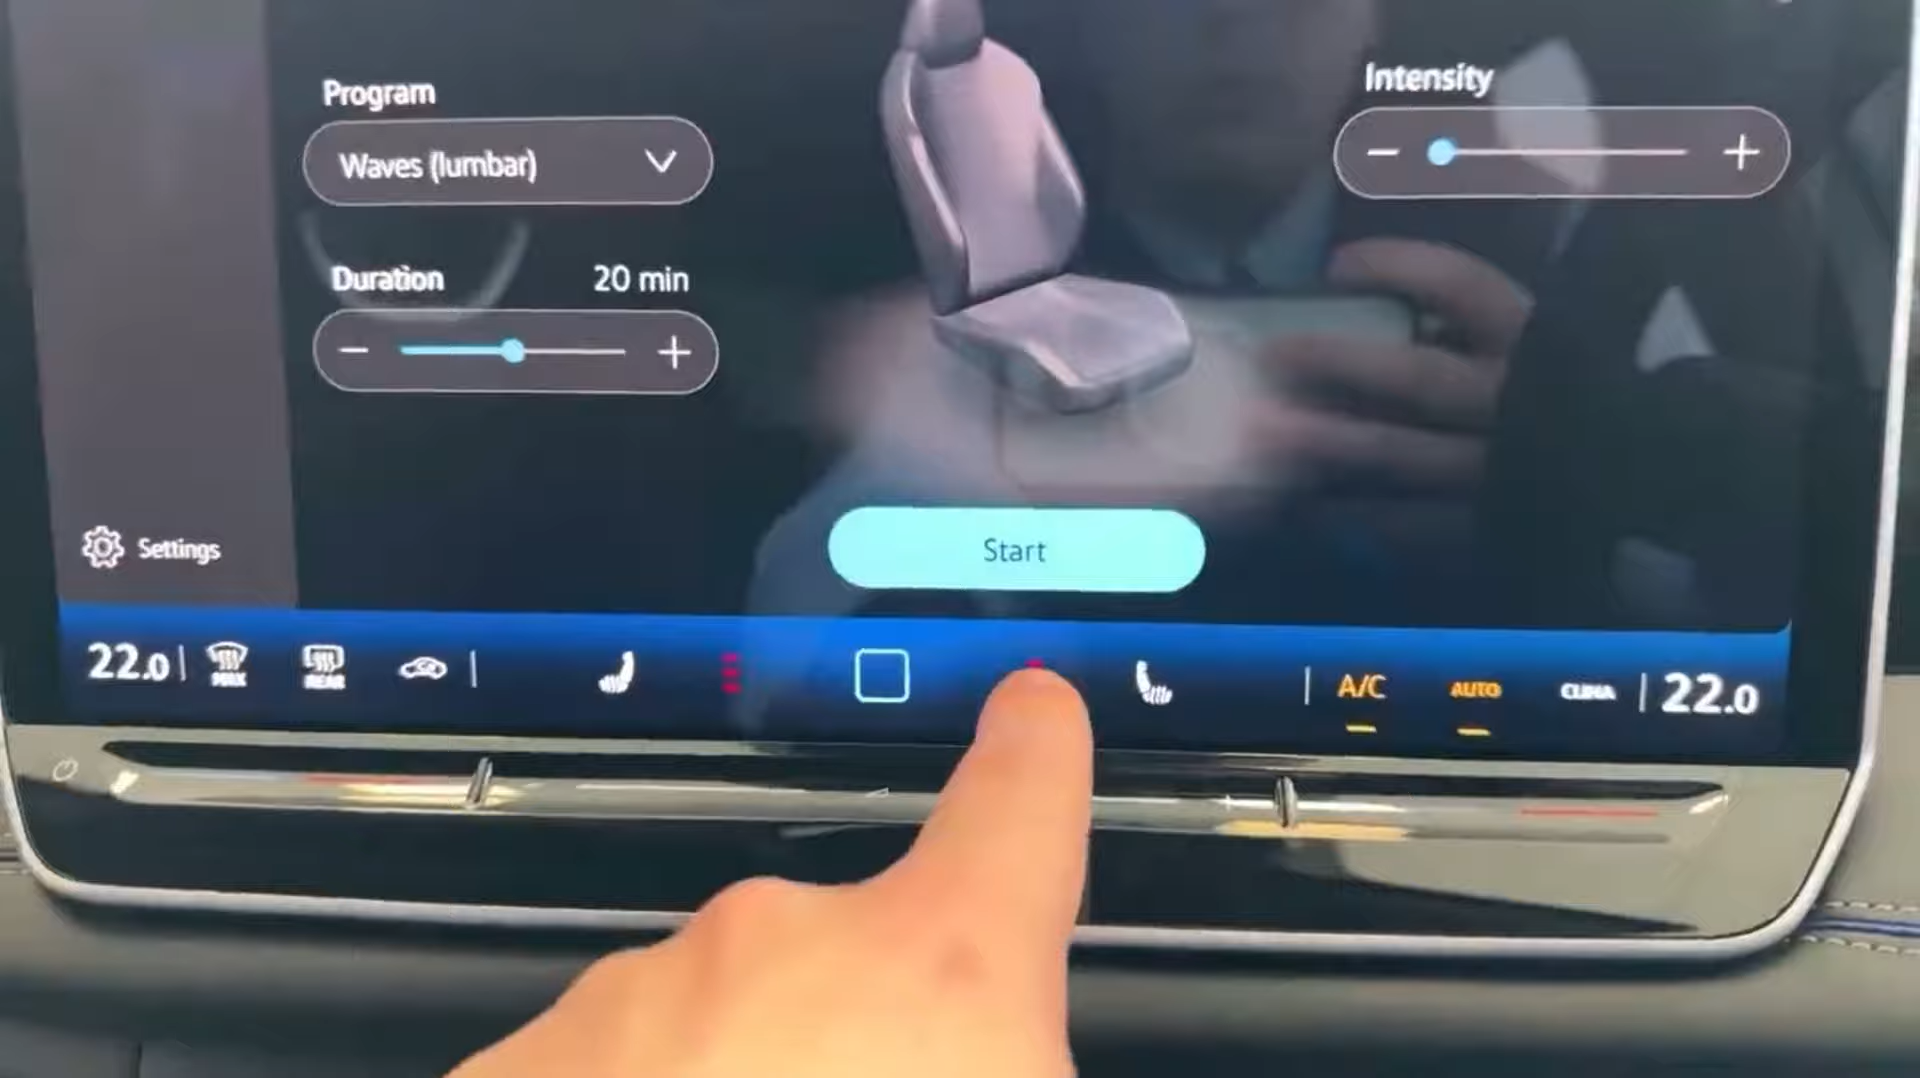 Program
Waves (lumbar)
Duration 20 min
Intensity
Start
Settings
22.0
MAX
REAR
A/C
AUTO
CLIMA
22.0